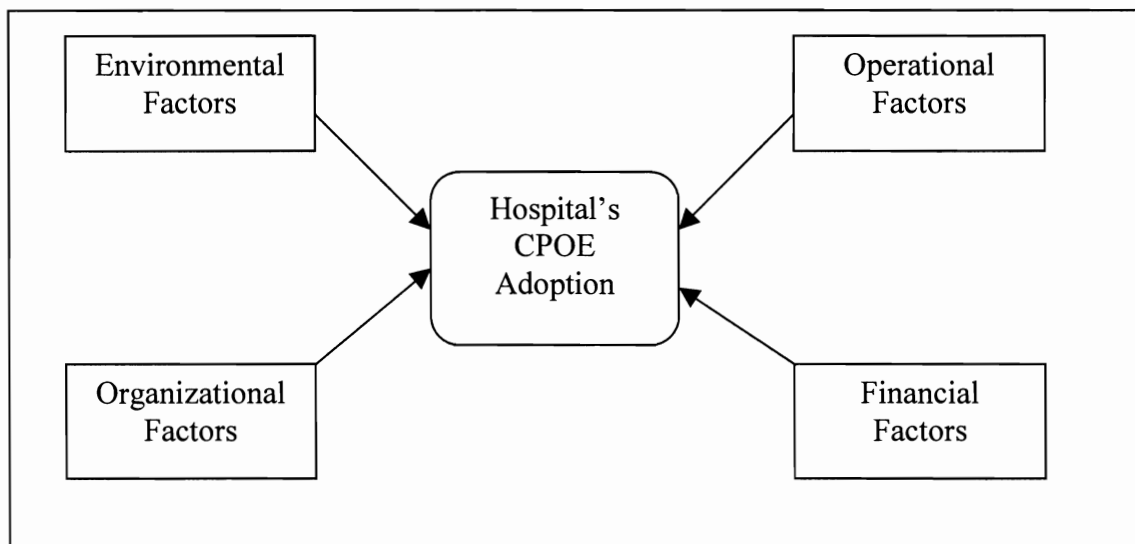 Environmental
Factors
Operational
Factors
Hospital's
CPOE
Adoption
Organizational
Factors
Financial
Factors